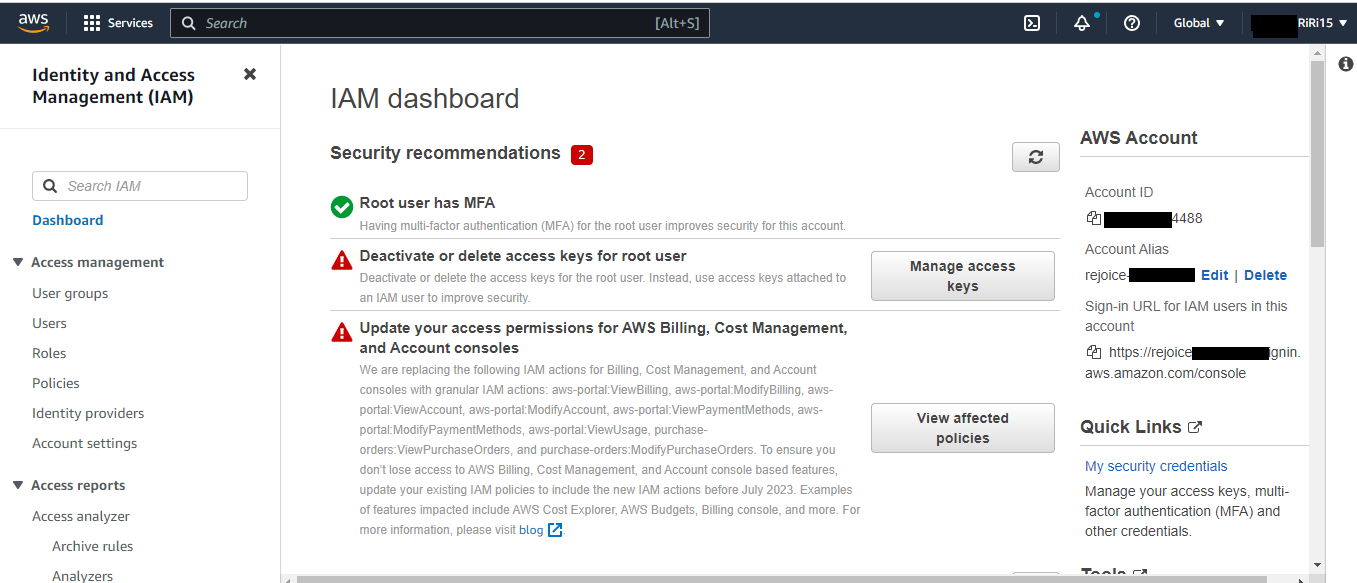 aws
Services
Search
[Alt+S]
Global
RiRi15
Identity and Access
Management (IAM)
Search IAM
Dashboard
Access management
User groups
Users
Roles
Policies
Identity providers
Account settings
Access reports
Access analyzer
Archive rules
Analyzers
IAM dashboard
Security recommendations 2
Root user has MFA
Having multi-factor authentication (MFA) for the root user improves security for this account.
Deactivate or delete access keys for root user
Deactivate or delete the access keys for the root user. Instead, use access keys attached to
an IAM user to improve security.
Manage access
keys
Update your access permissions for AWS Billing, Cost Management,
and Account consoles
We are replacing the following IAM actions for Billing, Cost Management, and Account
consoles with granular IAM actions: aws-portal:ViewBilling, aws-portal:ModifyBilling, aws-
portal:ViewAccount, aws-portal:ModifyAccount, aws-portal:ViewPaymentMethods, aws-
portal:ModifyPaymentMethods, aws-portal:ViewUsage, purchase-
orders:ViewPurchaseOrders, and purchase-orders:ModifyPurchaseOrders. To ensure you
don't lose access to AWS Billing, Cost Management, and Account console based features,
update your existing IAM policies to include the new IAM actions before July 2023. Examples
of features impacted include AWS Cost Explorer, AWS Budgets, Billing console, and more. For
more information, please visit blog.
View affected
policies
AWS Account
Account ID
4488
Account Alias
rejoice- Edit | Delete
Sign-in URL for IAM users in this
account
https://rejoice ignin.
aws.amazon.com/console
Quick Links
My security credentials
Manage your access keys, multi-
factor authentication (MFA) and
other credentials.
Tools